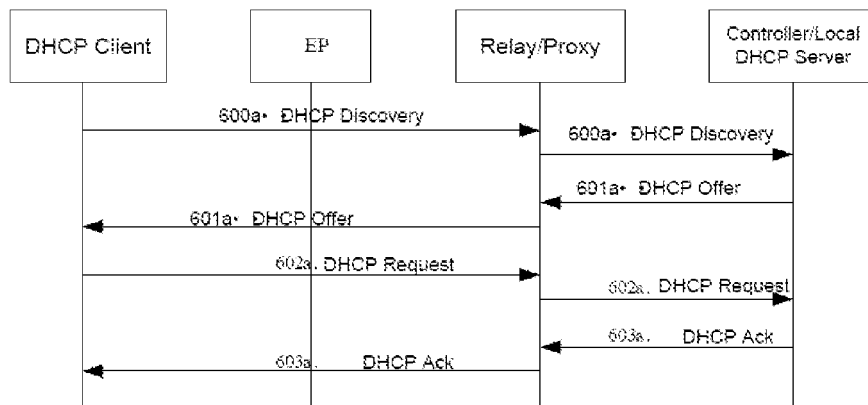 DHCP Client
EP
Relay/Proxy
Controller/Local
DHCP Server
600a. DHCP Discovery
600a. DHCP Discovery
601a. DHCP Offer
601a. DHCP Offer
602a. DHCP Request
602a. DHCP Request
603a. DHCP Ack
603a. DHCP Ack